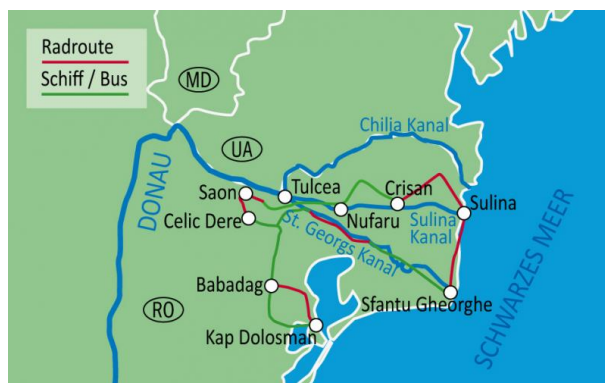 Radroute
Schiff / Bus
MD
UA
DONAU
RO
Chilia Kanal
Saon
Tulcea
Crisan
Celic Dere
Nufaru
Sulina
Kanal
Sulina
St. Georgs Kanal
Babadag
Sfantu Gheorghe
Kap Dolosman
SCHWARZES MEER